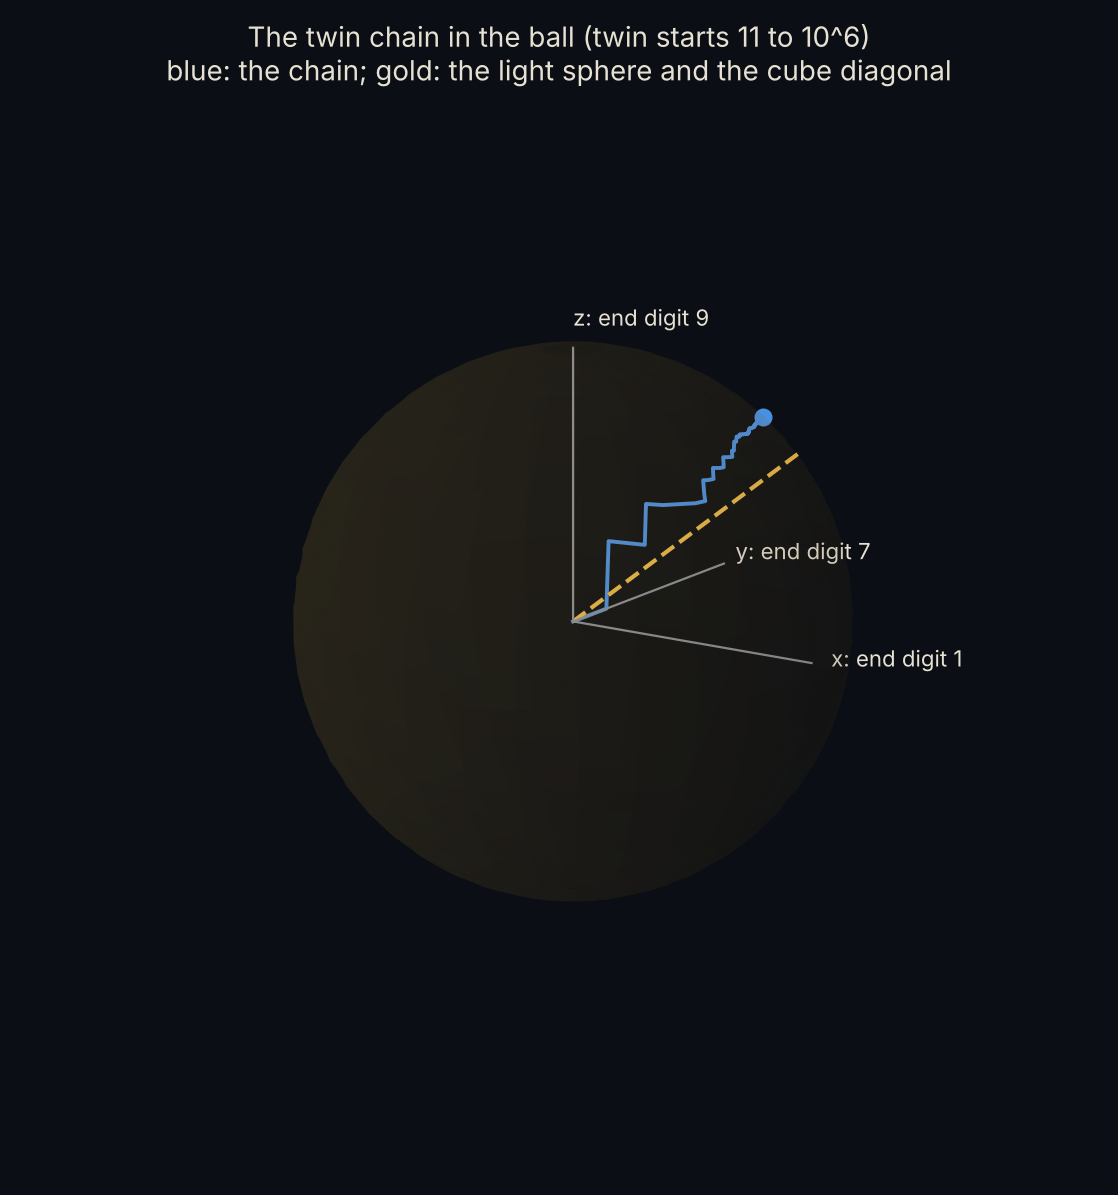 The twin chain in the ball (twin starts 11 to 10^6)
blue: the chain; gold: the light sphere and the cube diagonal
z: end digit 9
y: end digit 7
x: end digit 1